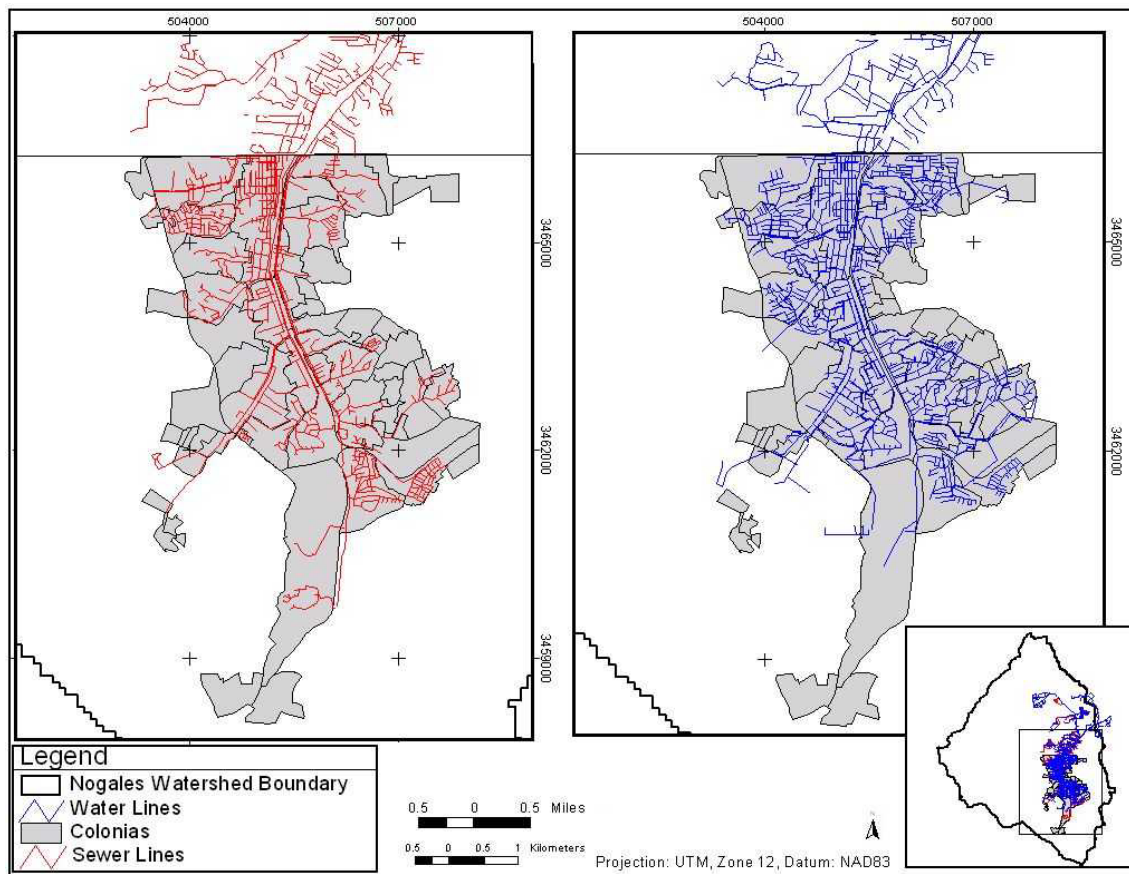 504000 507000 504000 507000
3465000 3465000
3462000 3462000
3459000
Legend
Nogales Watershed Boundary
Water Lines
Colonias
Sewer Lines
0.5 0 0.5 Miles
0.5 0 0.5 1 Kilometers
Projection: UTM, Zone 12, Datum: NAD83